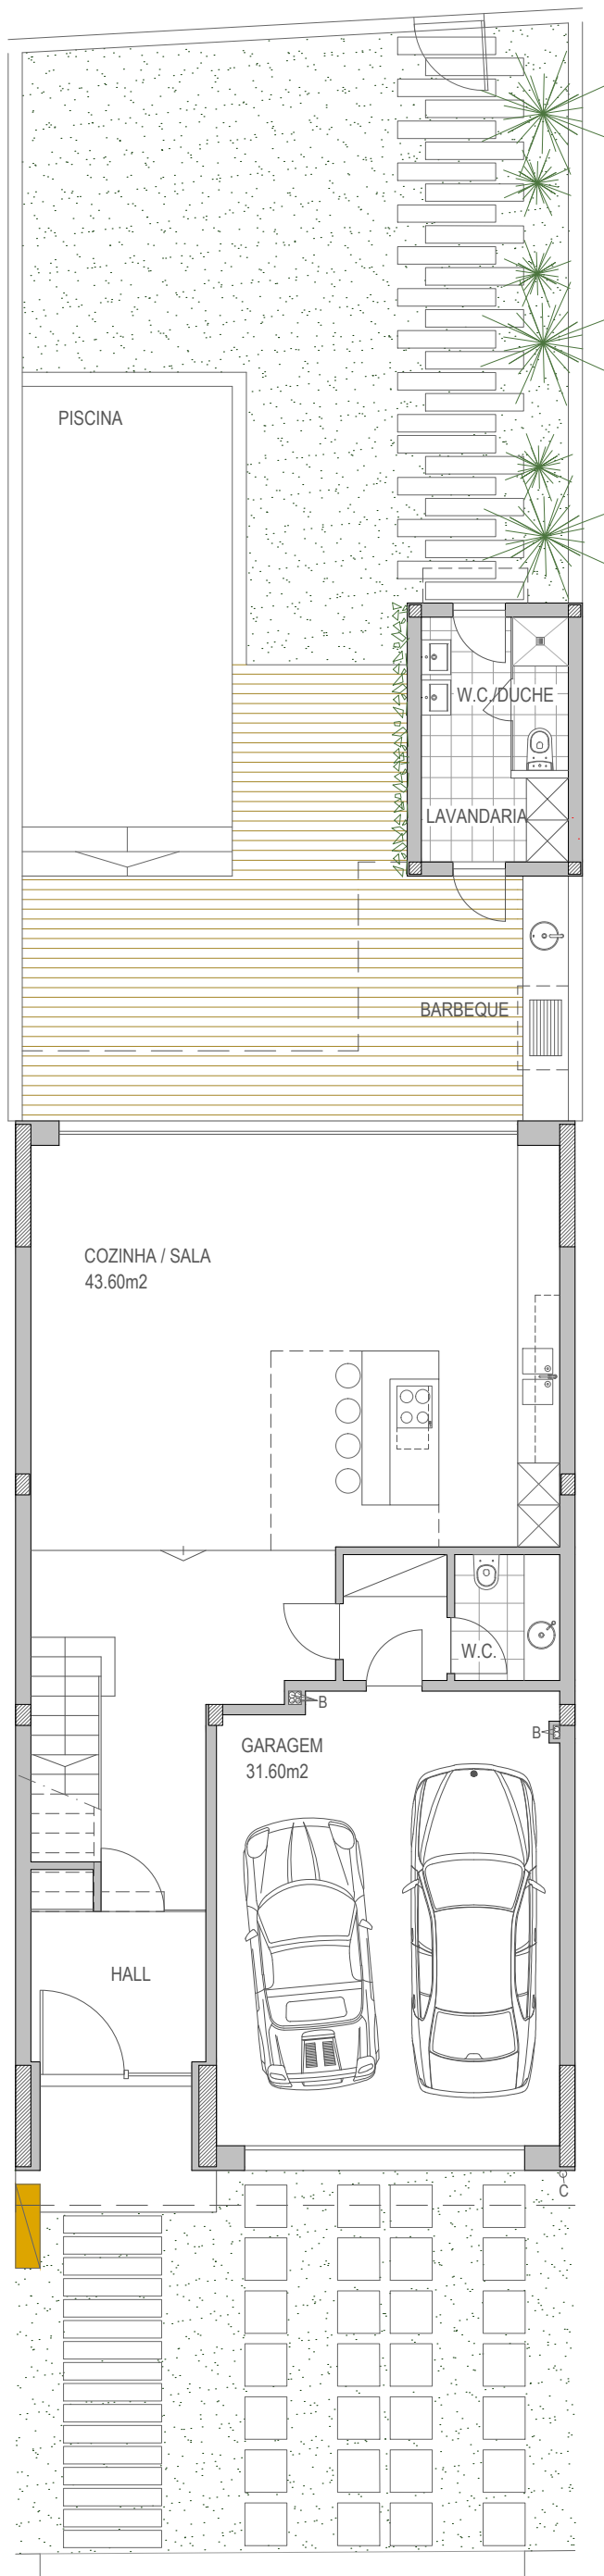 PISCINA
W.C./DUCHE
LAVANDARIA
BARBEQUE
COZINHA / SALA
43.60m2
W.C.
B
B
GARAGEM
31.60m2
HALL
C